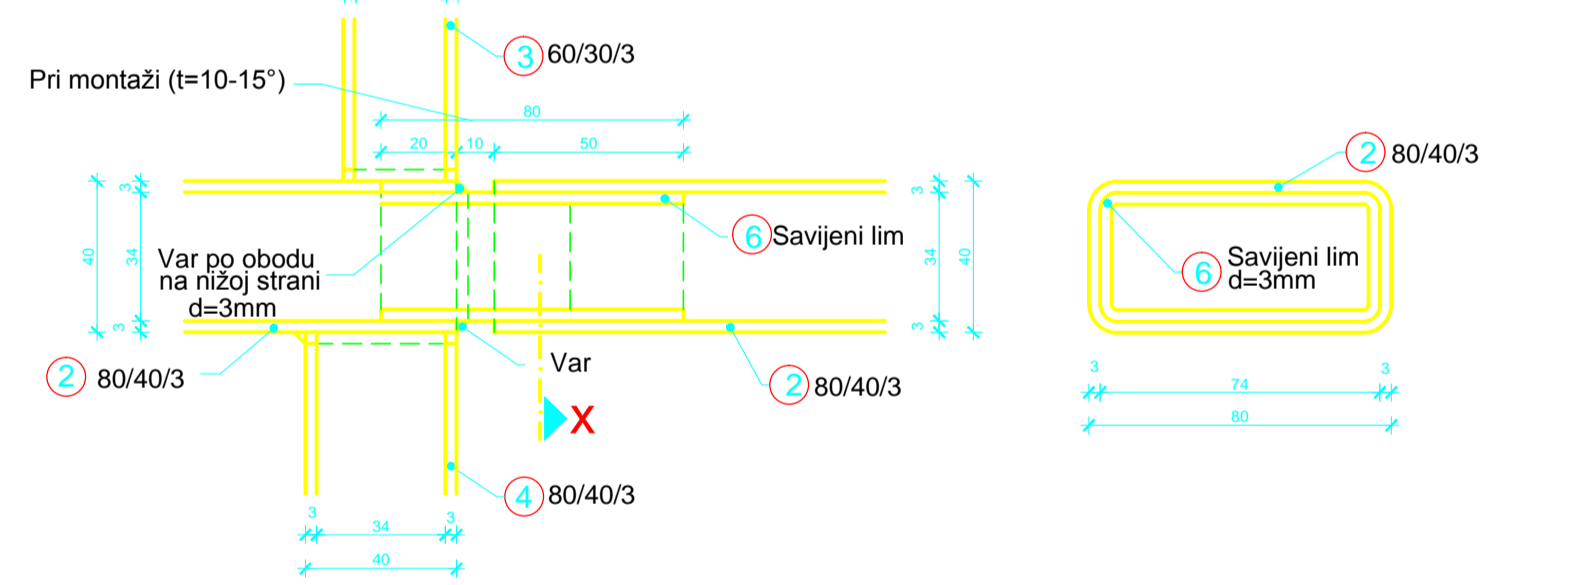 3 60/30/3
Pri montaži (t=10-15°)
80
20 10 50
2 80/40/3
3 34 3
40
Var po obodu
na nižoj strani
d=3mm
6 Savijeni lim
3 34 3
40
6 Savijeni lim
d=3mm
Var
2 80/40/3
2 80/40/3
X
4 80/40/3
3 34 3
40
3 74 3
80